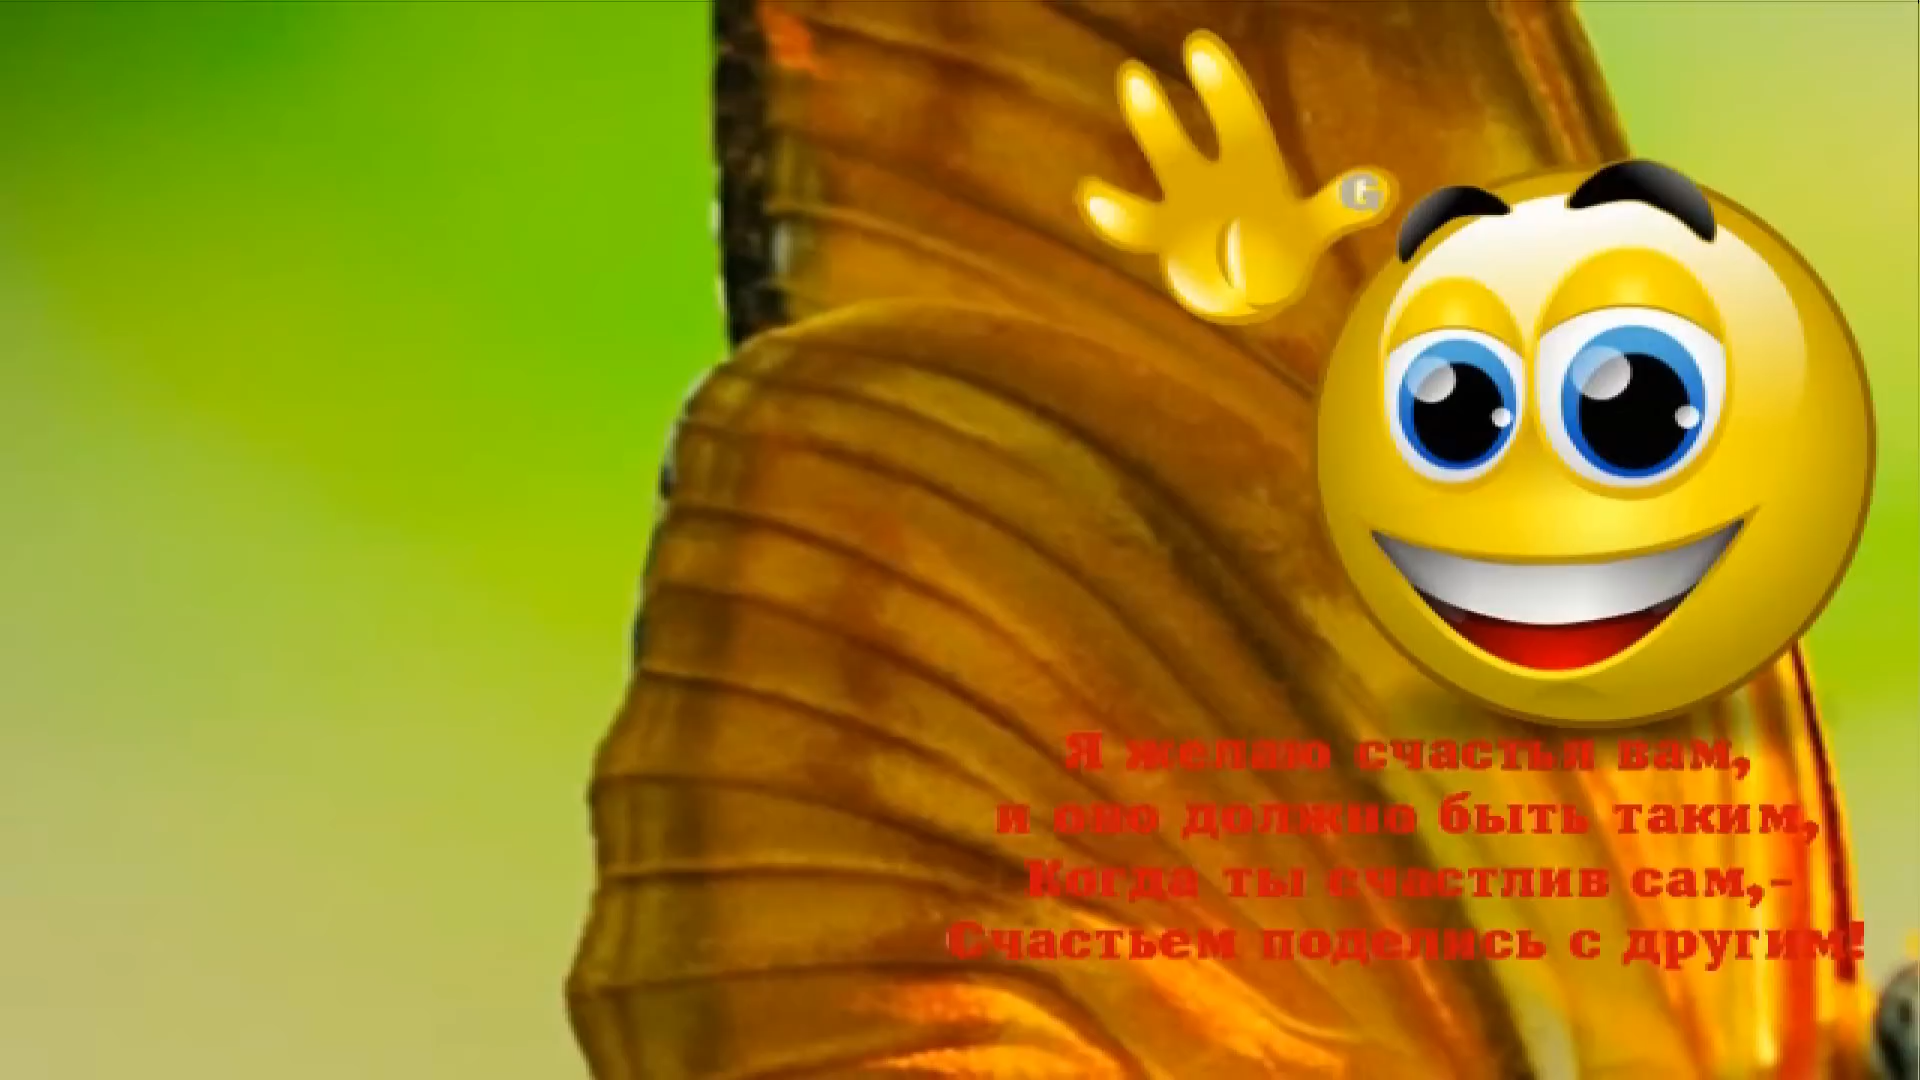 G
Я желаю счастья вам,
и оно должно быть таким,
Когда ты счастлив сам,-
Счастьем поделись с другим!